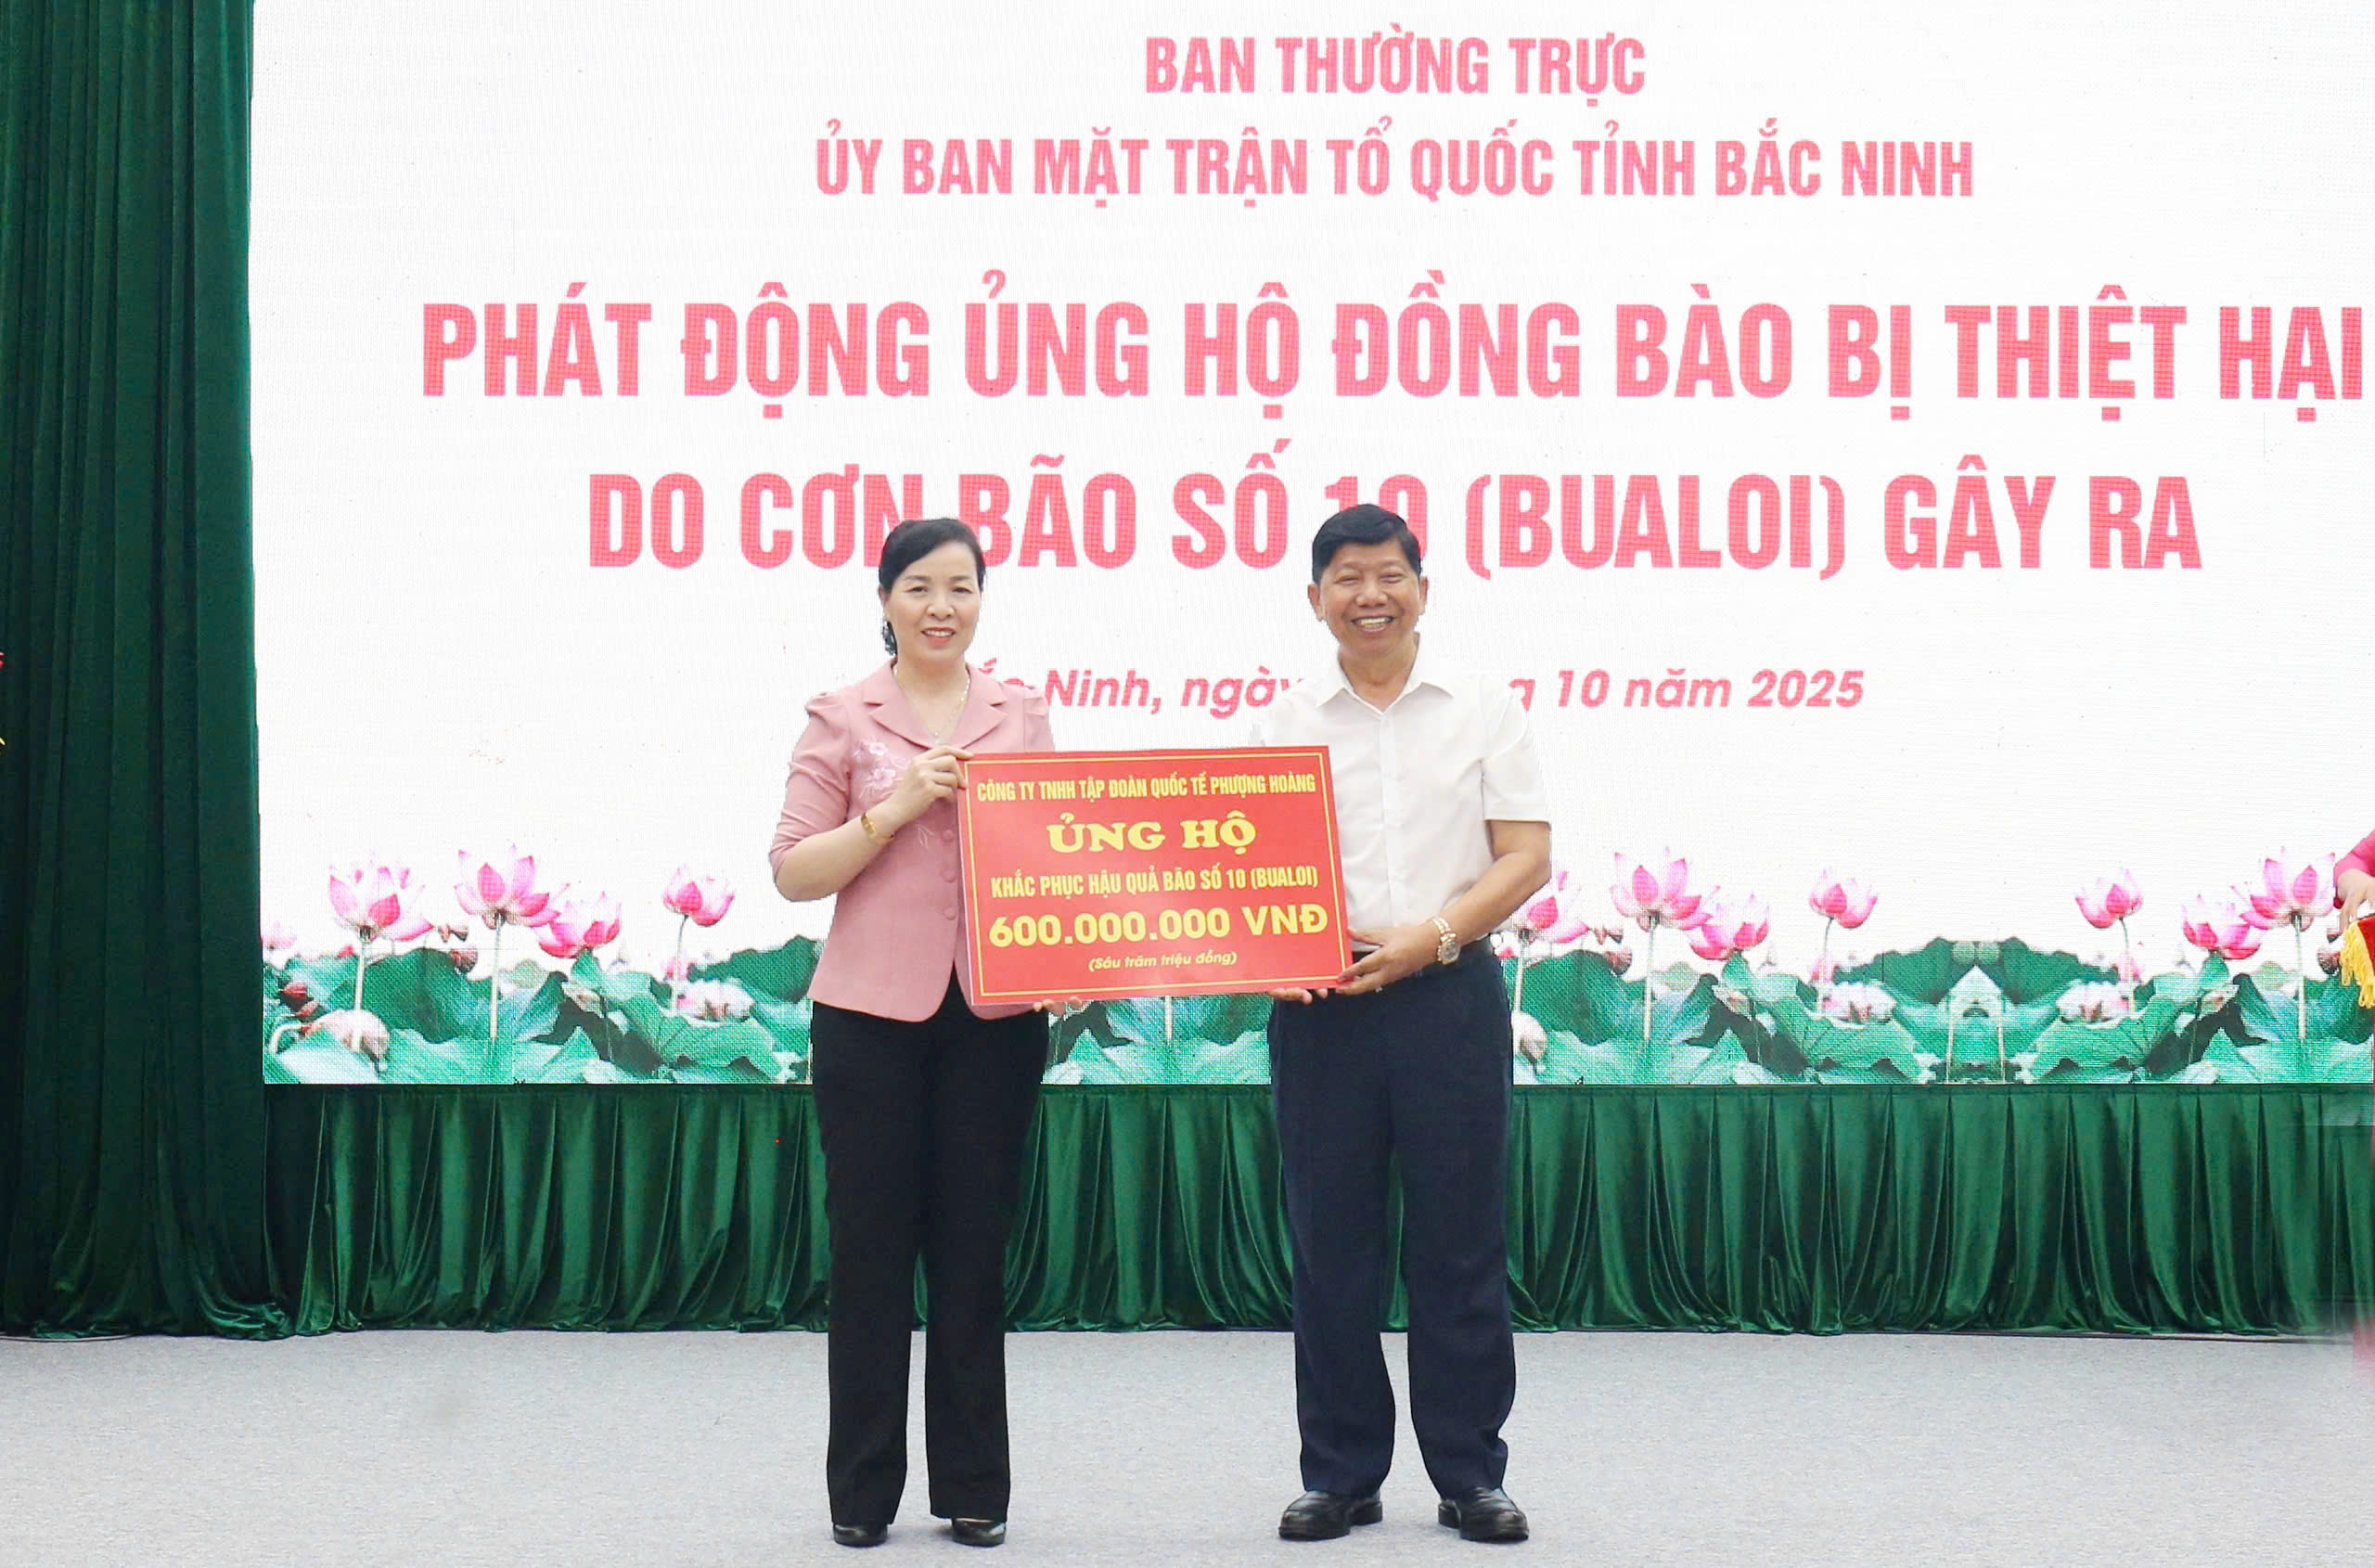 BAN THƯỜNG TRỰC
ỦY BAN MẶT TRẬN TỔ QUỐC TỈNH BẮC NINH
PHÁT ĐỘNG ỦNG HỘ ĐỒNG BÀO BỊ THIỆT HẠI
DO CƠN BÃO SỐ 10 (BUALOI) GÂY RA
Ninh, ngày 10 năm 2025
CÔNG TY TNHH TẬP ĐOÀN QUỐC TẾ PHƯỢNG HOÀNG
ỦNG HỘ
KHẮC PHỤC HẬU QUẢ BÃO SỐ 10 (BUALOI)
600.000.000 VNĐ
(Sáu trăm triệu đồng)